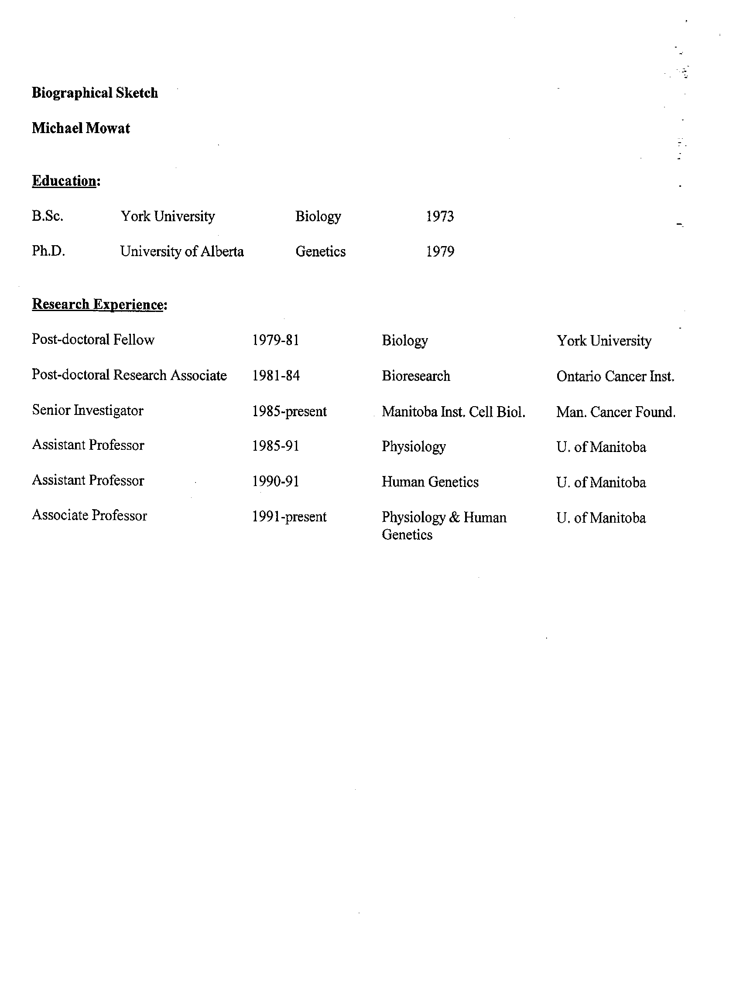 Biographical Sketch
Michael Mowat
Education:
B.Sc. York University Biology 1973
Ph.D. University of Alberta Genetics 1979
Research Experience:
Post-doctoral Fellow 1979-81 Biology York University
Post-doctoral Research Associate 1981-84 Bioresearch Ontario Cancer Inst.
Senior Investigator 1985-present Manitoba Inst. Cell Biol. Man. Cancer Found.
Assistant Professor 1985-91 Physiology U. of Manitoba
Assistant Professor 1990-91 Human Genetics U. of Manitoba
Associate Professor 1991-present Physiology & Human U. of Manitoba
Genetics